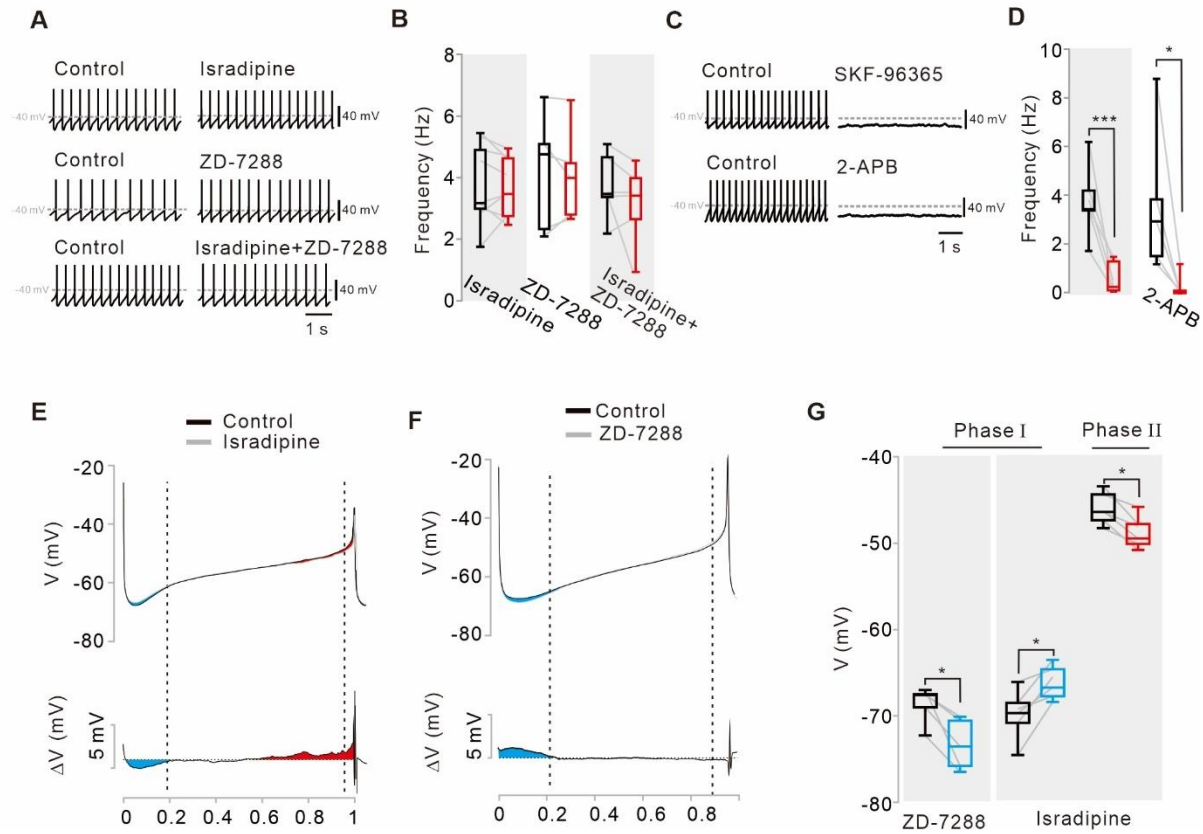 A
Control
Isradipine
-40 mV
40 mV
Control
ZD-7288
-40 mV
40 mV
Control
Isradipine+ZD-7288
-40 mV
40 mV
1 s
B
Frequency (Hz)
8
6
4
2
0
Isradipine
ZD-7288
Isradipine+
ZD-7288
C
Control
SKF-96365
-40 mV
40 mV
Control
2-APB
-40 mV
40 mV
1 s
D
Frequency (Hz)
10
8
6
4
2
0
***
*
2-APB
E
Control
Isradipine
V (mV)
-20
-40
-60
-80
ΔV (mV)
5 mV
0 0.2 0.4 0.6 0.8 1
F
Control
ZD-7288
V (mV)
-20
-40
-60
-80
ΔV (mV)
5 mV
0 0.2 0.4 0.6 0.8
G
Phase I
Phase II
V (mV)
V (mV)
-40
-50
-60
-70
-80
*
*
*
ZD-7288
Isradipine